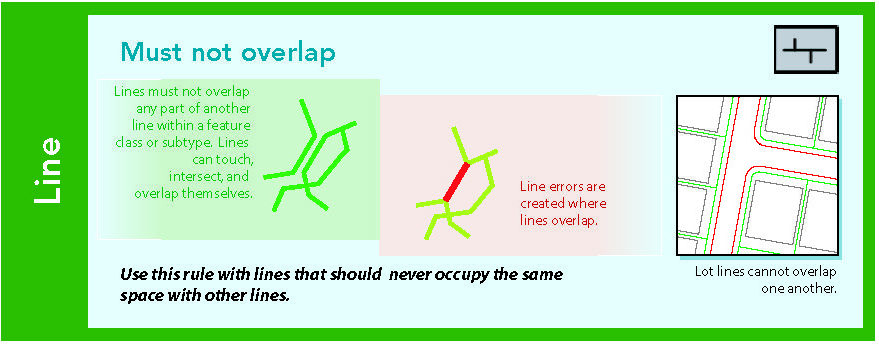 Line
Must not overlap
Lines must not overlap
any part of another
line within a feature
class or subtype. Lines
can touch,
intersect, and
overlap themselves.
Line errors are
created where
lines overlap.
Use this rule with lines that should never occupy the same
space with other lines.
Lot lines cannot overlap
one another.